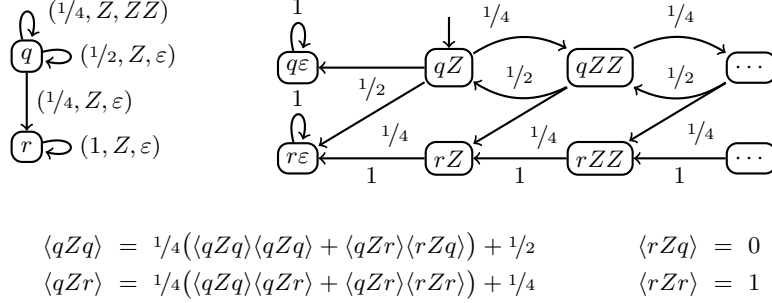 (1/4, Z, ZZ)
q
(1/2, Z, ε)
(1/4, Z, ε)
r
(1, Z, ε)
1
1/4
1/4
qε
qZ
qZZ
...
1/2
1/2
1/2
1
1/4
1/4
1/4
rε
rZ
rZZ
...
1
1
1
⟨qZq⟩ = 1/4(⟨qZq⟩⟨qZq⟩ + ⟨qZr⟩⟨rZq⟩) + 1/2
⟨rZq⟩ = 0
⟨qZr⟩ = 1/4(⟨qZq⟩⟨qZr⟩ + ⟨qZr⟩⟨rZr⟩) + 1/4
⟨rZr⟩ = 1